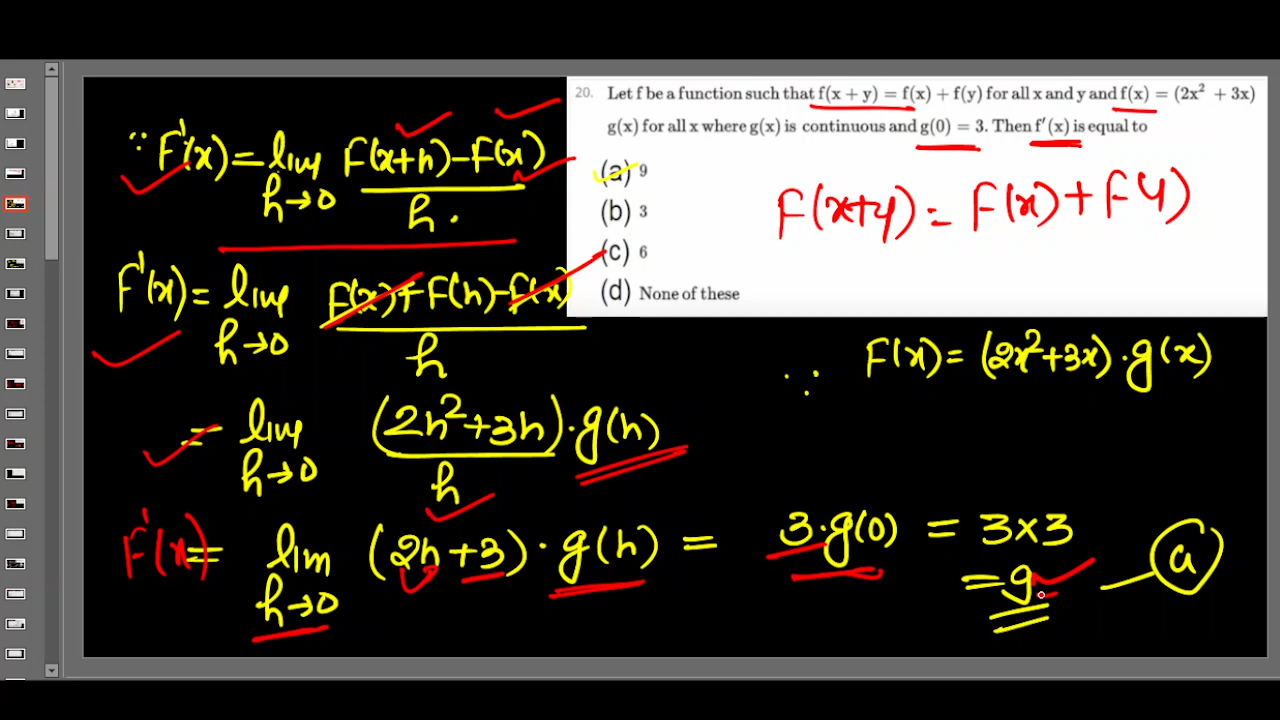 20. Let f be a function such that f(x + y) = f(x) + f(y) for all x and y and f(x) = (2x² + 3x)
g(x) for all x where g(x) is continuous and g(0) = 3. Then f'(x) is equal to
(a) 9
(b) 3
(c) 6
(d) None of these
F(x+y) = F(x) + F(y)
∵ F'(x) = lim h→0 F(x+h) – F(x) / h .
F'(x) = lim h→0 F(x) + F(h) – F(x) / h
∵ F(x) = (2x²+3x) · g(x)
= lim h→0 (2h²+3h) / h · g(h)
F'(x) = lim h→0 (2h + 3) · g(h) = 3·g(0) = 3×3
= 9 — a